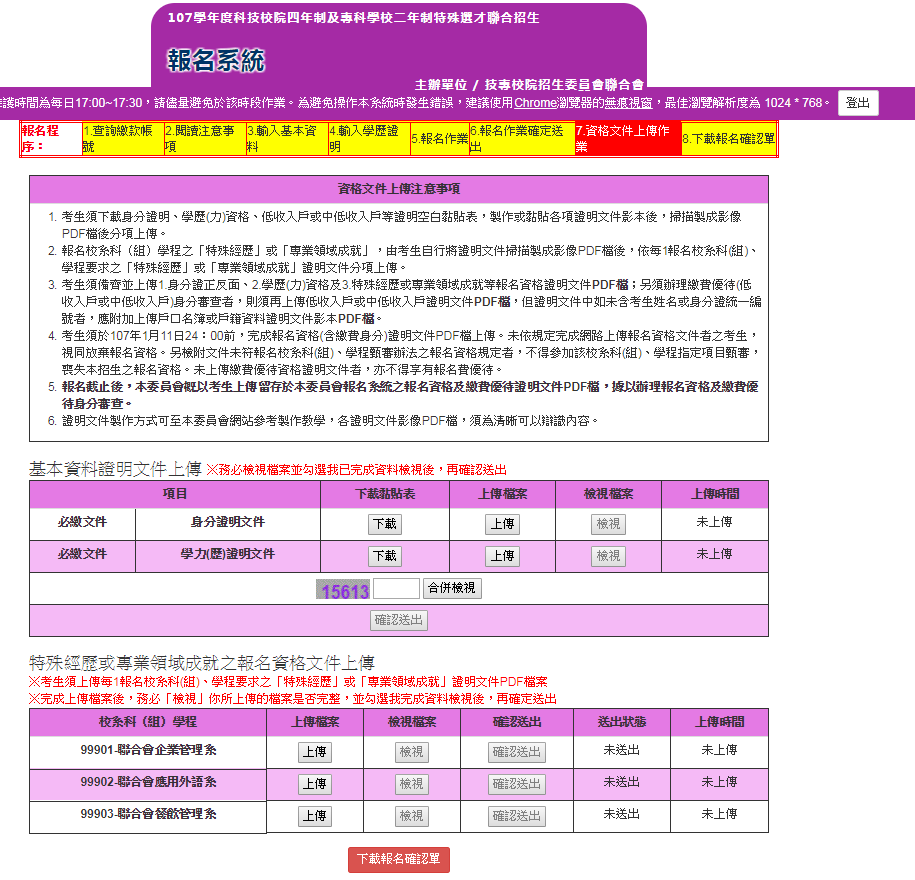 107學年度科技校院四年制及專科學校二年制特殊選才聯合招生
報名系統
主辦單位 / 技專校院招生委員會聯合會
護時間為每日17:00~17:30，請儘量避免於該時段作業。為避免操作本系統時發生錯誤，建議使用Chrome瀏覽器的無痕視窗，最佳瀏覽解析度為 1024 * 768。 登出
報名程序：
1.查詢繳款帳號
2.閱讀注意事項
3.輸入基本資料
4.輸入學歷證明
5.報名作業
6.報名作業確定送出
7.資格文件上傳作業
8.下載報名確認單
資格文件上傳注意事項
1. 考生須下載身分證明、學歷(力)資格、低收入戶或中低收入戶等證明空白黏貼表，製作或黏貼各項證明文件影本後，掃描製成影像
PDF檔後分項上傳。
2. 報名校系科（組）學程之「特殊經歷」或「專業領域成就」，由考生自行將證明文件掃描製成影像PDF檔後，依每1報名校系科(組)、
學程要求之「特殊經歷」或「專業領域成就」證明文件分項上傳。
3. 考生須備齊並上傳1.身分證正反面、2.學歷(力)資格及3.特殊經歷或專業領域成就等報名資格證明文件PDF檔；另須辦理繳費優待(低
收入戶或中低收入戶)身分審查者，則須再上傳低收入戶或中低收入戶證明文件PDF檔，但證明文件中如未含考生姓名或身分證統一編
號者，應附加上傳戶口名簿或戶籍資料證明文件影本PDF檔。
4. 考生須於107年1月11日24：00前，完成報名資格(含繳費身分)證明文件PDF檔上傳。未依規定完成網路上傳報名資格文件者之考生，
視同放棄報名資格。另檢附文件未符報名校系科(組)、學程甄審辦法之報名資格規定者，不得參加該校系科(組)、學程指定項目甄審，
喪失本招生之報名資格。未上傳繳費優待資格證明文件者，亦不得享有報名費優待。
5. 報名截止後，本委員會概以考生上傳留存於本委員會報名系統之報名資格及繳費優待證明文件PDF檔，據以辦理報名資格及繳費優
待身分審查。
6. 證明文件製作方式可至本委員會網站參考製作教學，各證明文件影像PDF檔，須為清晰可以辯識內容。
基本資料證明文件上傳 ※務必檢視檔案並勾選我已完成資料檢視後，再確認送出
項目 下載黏貼表 上傳檔案 檢視檔案 上傳時間
必繳文件 身分證明文件 下載 上傳 檢視 未上傳
必繳文件 學力(歷)證明文件 下載 上傳 檢視 未上傳
15613 合併檢視
確認送出
特殊經歷或專業領域成就之報名資格文件上傳
※考生須上傳每1報名校系科(組)、學程要求之「特殊經歷」或「專業領域成就」證明文件PDF檔案
※完成上傳檔案後，務必「檢視」你所上傳的檔案是否完整，並勾選我完成資料檢視後，再確定送出
校系科（組）學程 上傳檔案 檢視檔案 確認送出 送出狀態 上傳時間
99901-聯合會企業管理系 上傳 檢視 確認送出 未送出 未上傳
99902-聯合會應用外語系 上傳 檢視 確認送出 未送出 未上傳
99903-聯合會餐飲管理系 上傳 檢視 確認送出 未送出 未上傳
下載報名確認單